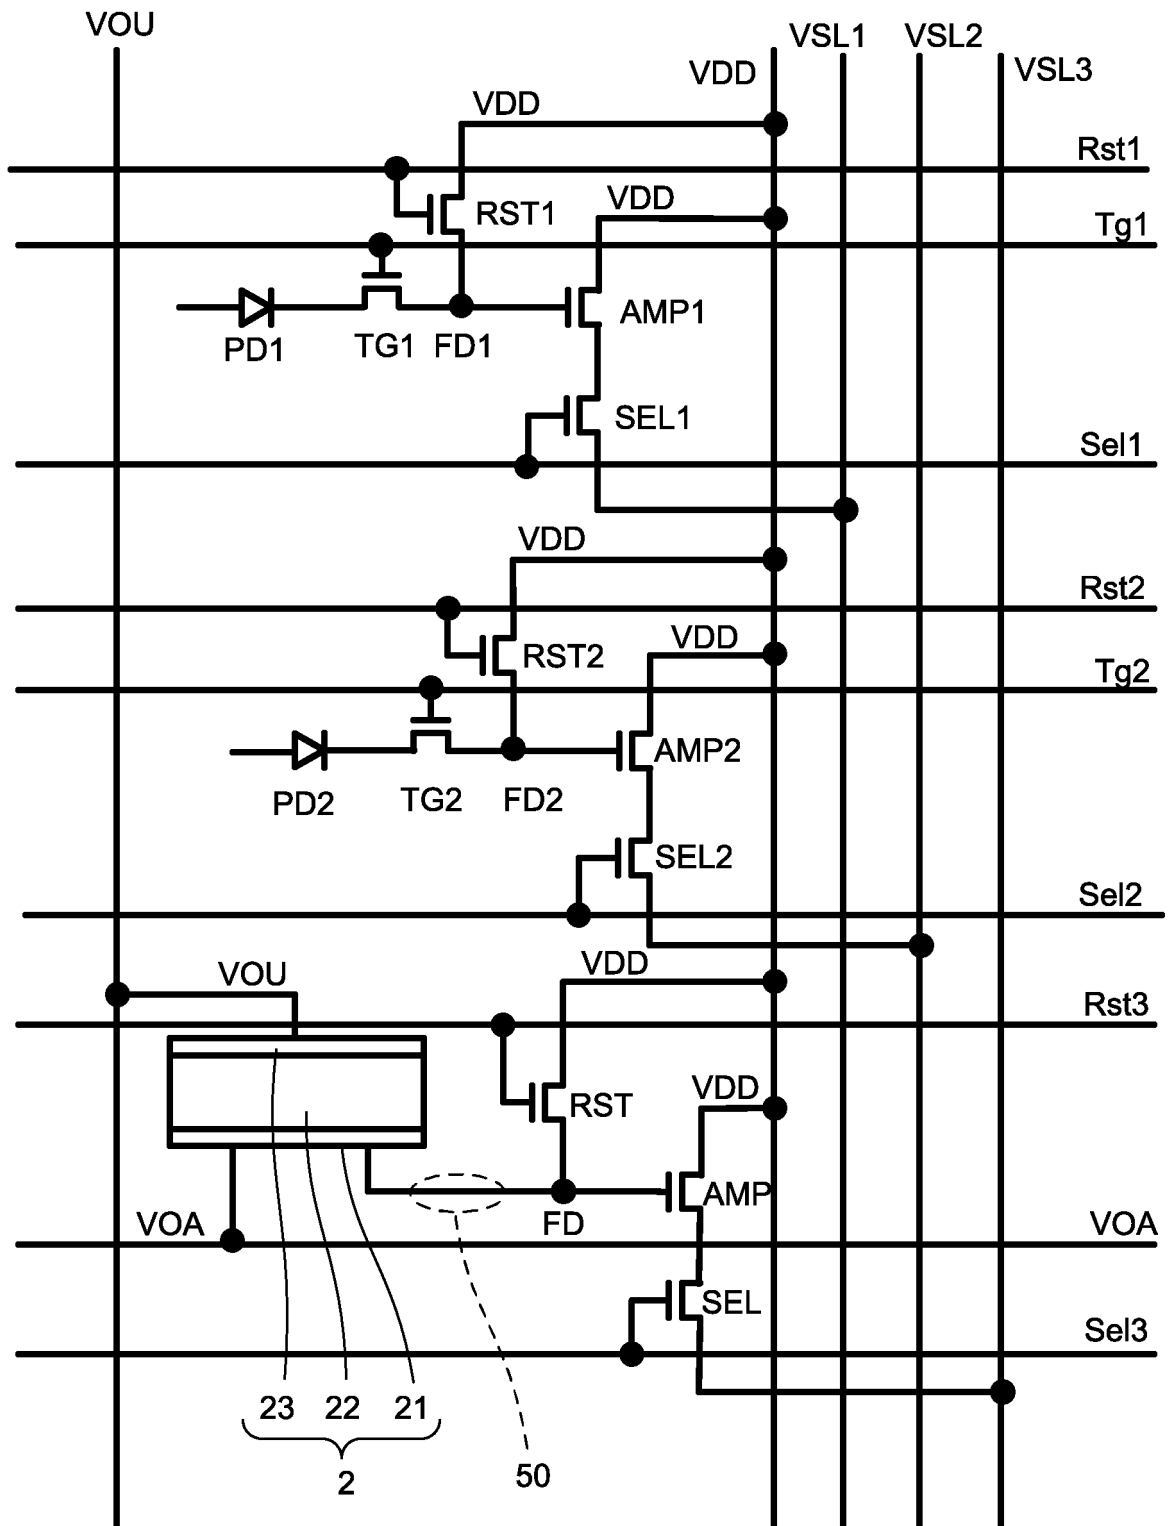 VOU
VSL1
VSL2
VDD
VSL3
VDD
Rst1
VDD
RST1
Tg1
AMP1
PD1
TG1
FD1
SEL1
Sel1
VDD
Rst2
VDD
RST2
Tg2
AMP2
PD2
TG2
FD2
SEL2
Sel2
VOU
VDD
Rst3
VDD
RST
AMP
FD
VOA
VOA
SEL
Sel3
23
22
21
2
50